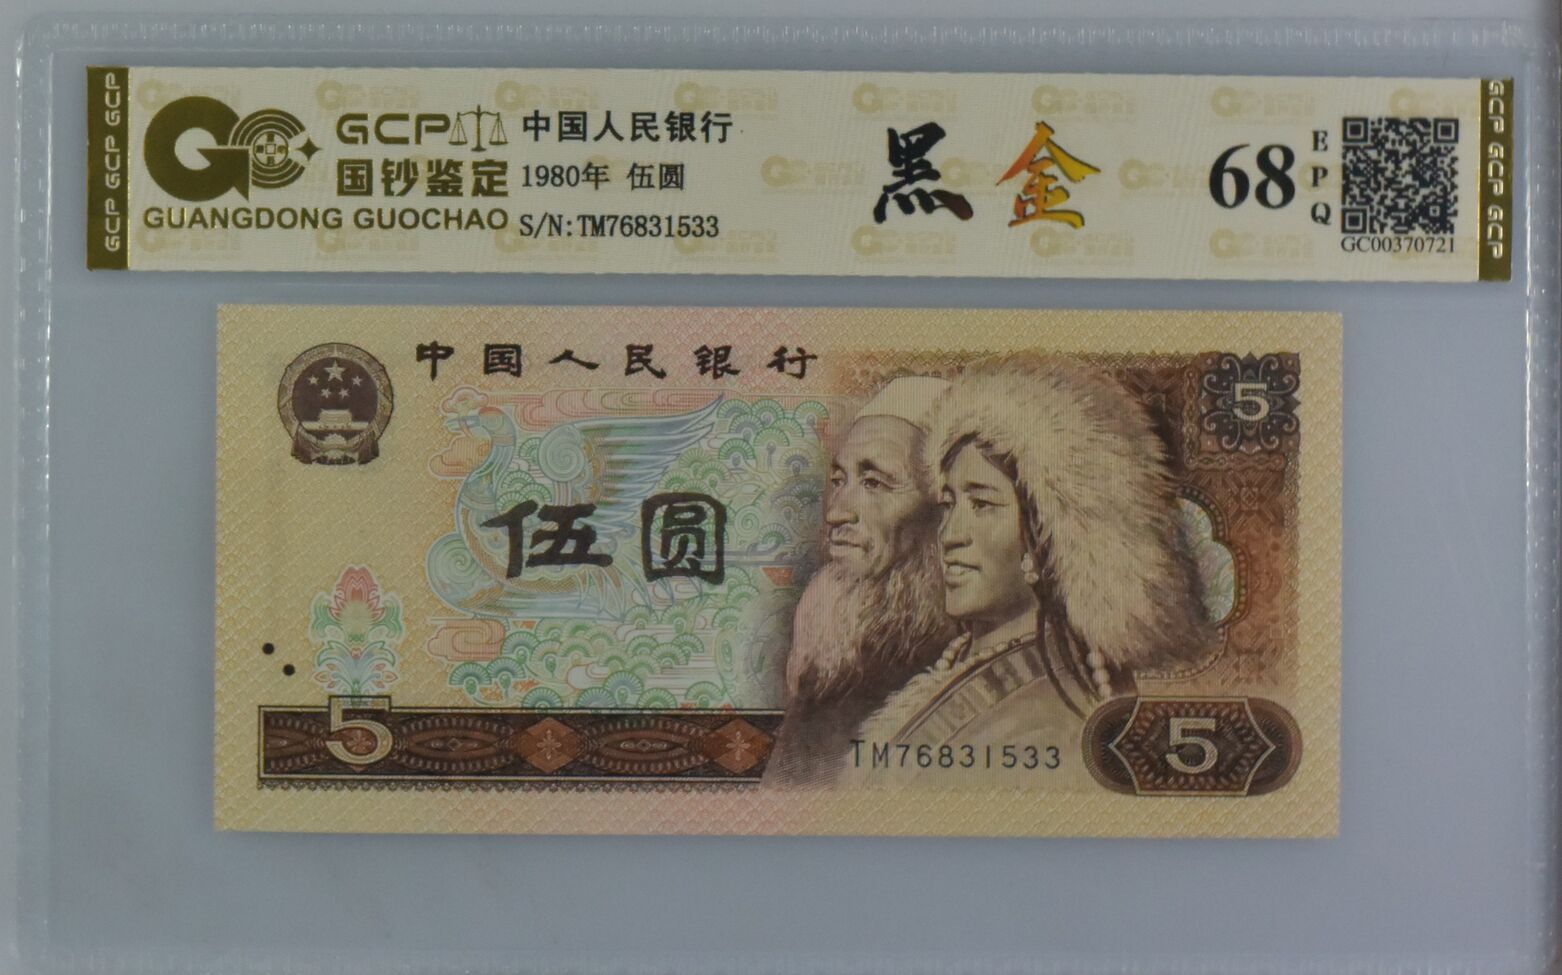 GCP
国钞鉴定
GUANGDONG GUOCHAO
中国人民银行
1980年 伍圆
S/N:TM76831533
黑金
68
EPQ
GC00370721
GCP GCP GCP
GCP GCP GCP
中国人民银行
5
伍圆
5
TM76831533
5